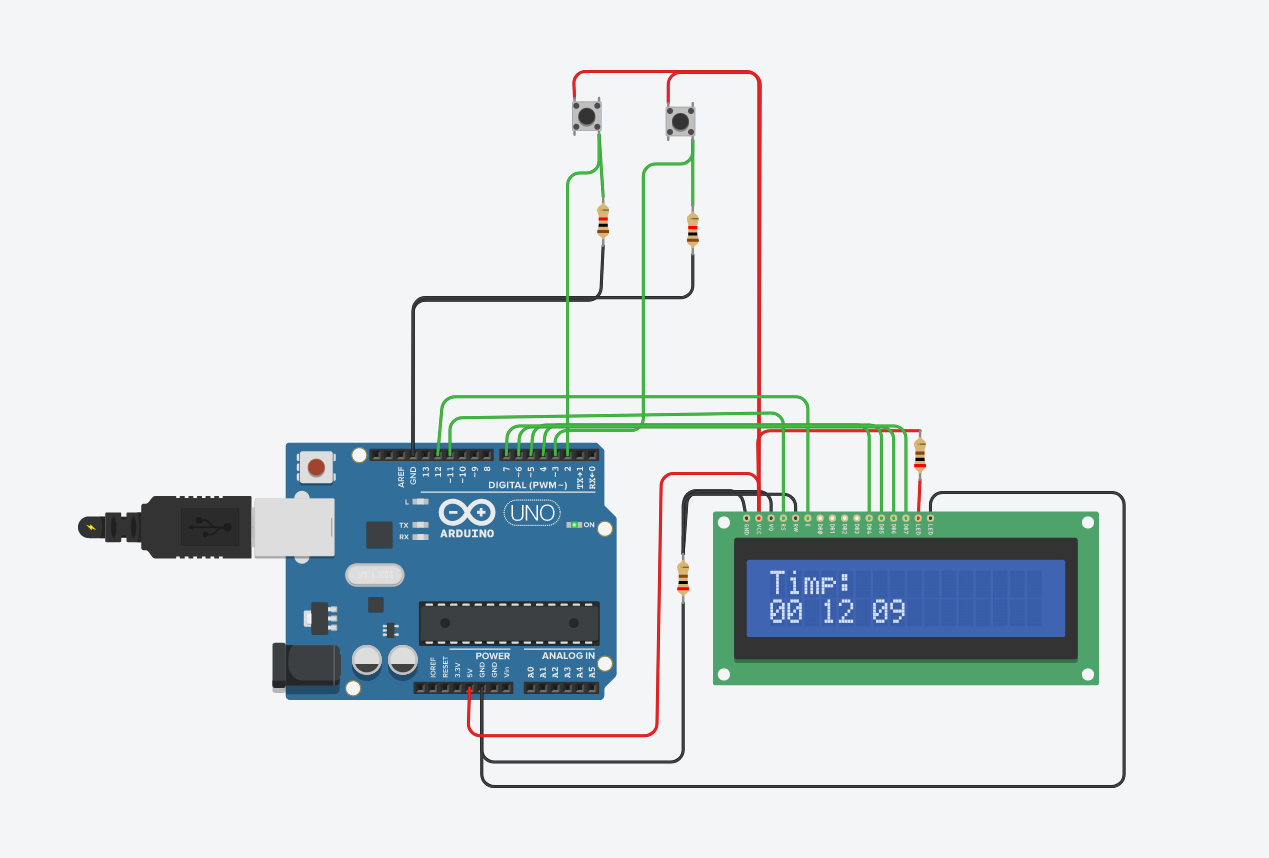 AREF
GND
13
12
~11
~10
~9
8
7
~6
~5
4
~3
2
TX→1
RX←0
DIGITAL (PWM~)
L
TX
RX
ARDUINO
UNO
ON
POWER
ANALOG IN
IOREF
RESET
3.3V
5V
GND
GND
Vin
A0
A1
A2
A3
A4
A5
GND
VCC
VO
RS
RW
E
DB0
DB1
DB2
DB3
DB4
DB5
DB6
DB7
LED
LED
Timp:
00 12 09